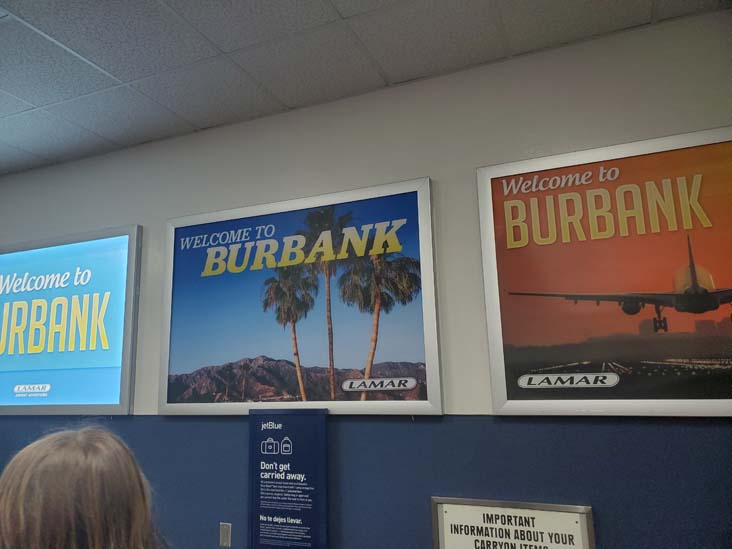 Welcome to
URBANK
LAMAR
WELCOME TO
BURBANK
LAMAR
Welcome to
BURBANK
LAMAR
jetBlue
Don't get
carried away.
No te dejes llevar.
IMPORTANT
INFORMATION ABOUT YOUR
CARRYON ITEMS